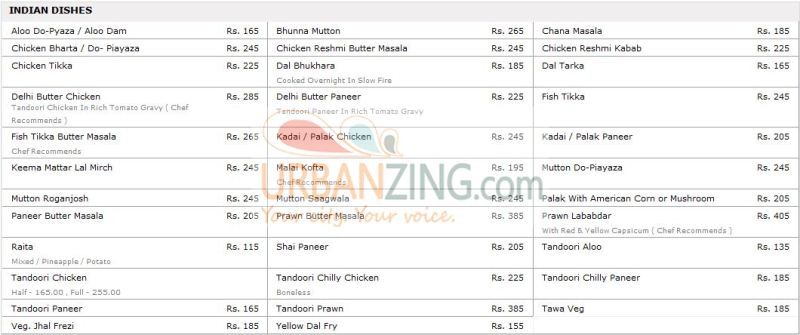 INDIAN DISHES
Aloo Do-Pyaza / Aloo Dam Rs. 165 Bhunna Mutton Rs. 265 Chana Masala Rs. 185
Chicken Bharta / Do- Piayaza Rs. 245 Chicken Reshmi Butter Masala Rs. 245 Chicken Reshmi Kabab Rs. 225
Chicken Tikka Rs. 225 Dal Bhukhara Rs. 185 Dal Tarka Rs. 165
Cooked Overnight In Slow Fire
Delhi Butter Chicken Rs. 285 Delhi Butter Paneer Rs. 225 Fish Tikka Rs. 245
Tandoori Chicken In Rich Tomato Gravy ( Chef Tandoori Paneer In Rich Tomato Gravy
Recommends )
Fish Tikka Butter Masala Rs. 265 Kadai / Palak Chicken Rs. 245 Kadai / Palak Paneer Rs. 205
Chef Recommends
Keema Mattar Lal Mirch Rs. 245 Malai Kofta Rs. 195 Mutton Do-Piayaza Rs. 245
Chef Recommends
URBANZING.com
Mutton Roganjosh Rs. 245 Mutton Saagwala Rs. 245 Palak With American Corn or Mushroom Rs. 205
Your city. Your voice.
Paneer Butter Masala Rs. 205 Prawn Butter Masala Rs. 385 Prawn Lababdar Rs. 405
With Red & Yellow Capsicum ( Chef Recommends )
Raita Rs. 115 Shai Paneer Rs. 205 Tandoori Aloo Rs. 135
Mixed / Pineapple / Potato
Tandoori Chicken Tandoori Chilly Chicken Rs. 225 Tandoori Chilly Paneer Rs. 185
Half - 165.00 , Full - 255.00 Boneless
Tandoori Paneer Rs. 165 Tandoori Prawn Rs. 385 Tawa Veg Rs. 185
Veg. Jhal Frezi Rs. 185 Yellow Dal Fry Rs. 155